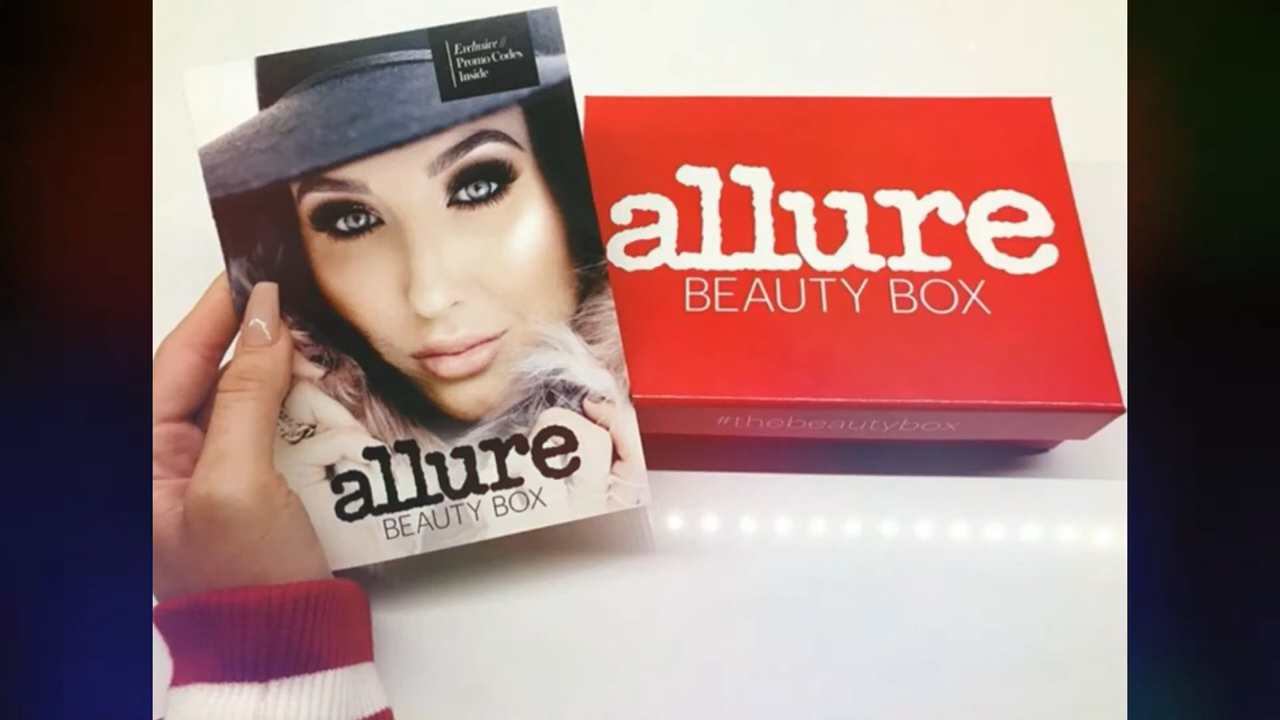 Exclusive //
Promo Codes
Inside
allure
BEAUTY BOX
allure
BEAUTY BOX
#thebeautybox